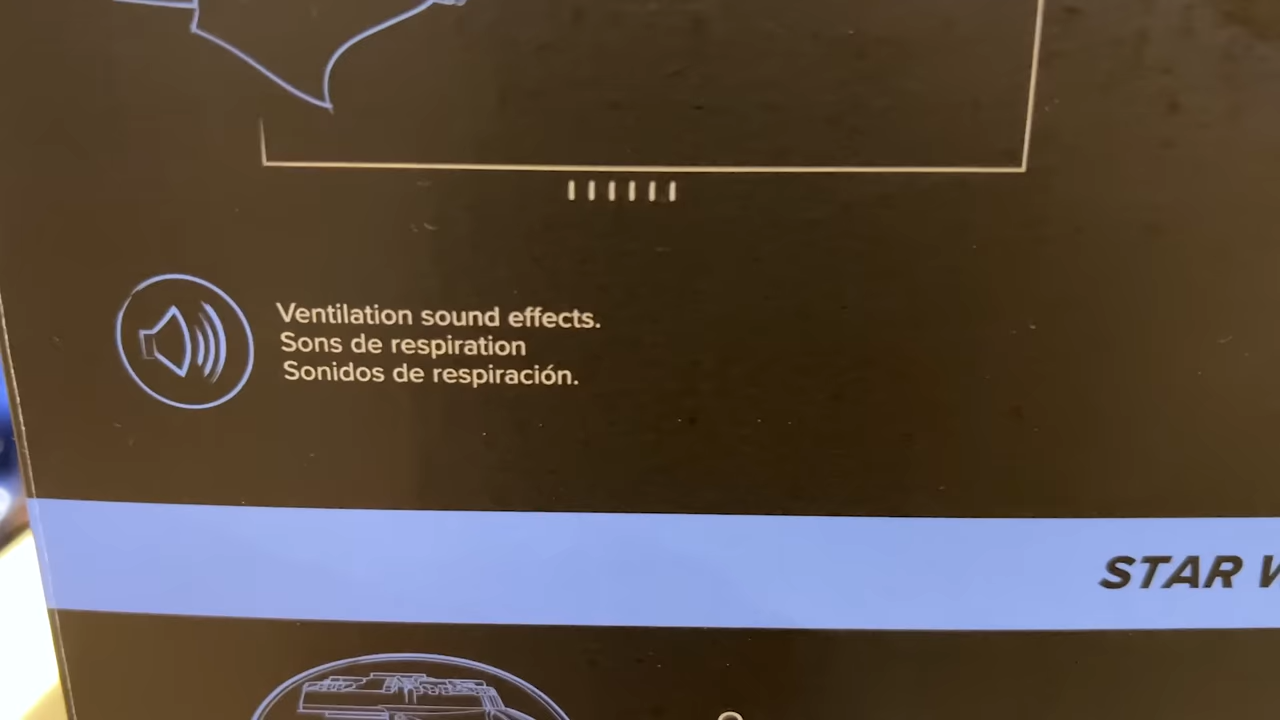 Ventilation sound effects.
Sons de respiration
Sonidos de respiración.
STAR